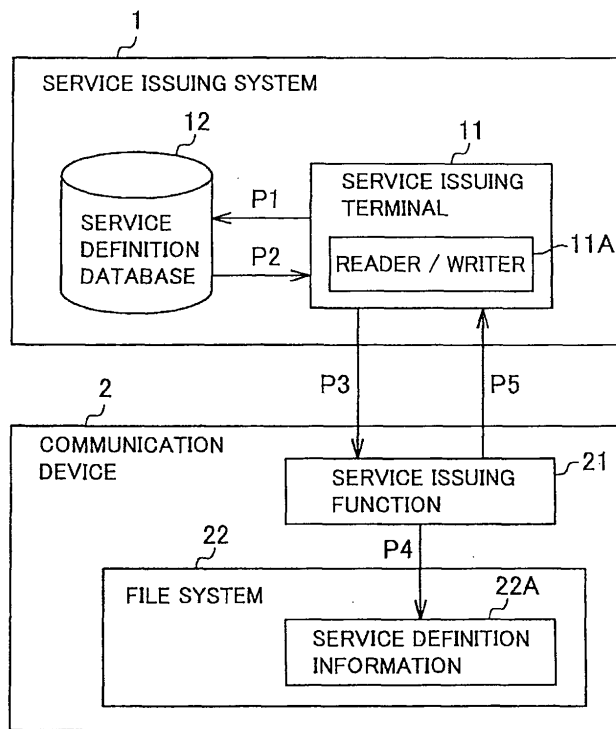 1
SERVICE ISSUING SYSTEM
12
SERVICE
DEFINITION
DATABASE
P1
P2
11
SERVICE ISSUING
TERMINAL
11A
READER / WRITER
P3
P5
2
COMMUNICATION
DEVICE
21
SERVICE ISSUING
FUNCTION
P4
22
FILE SYSTEM
22A
SERVICE DEFINITION
INFORMATION